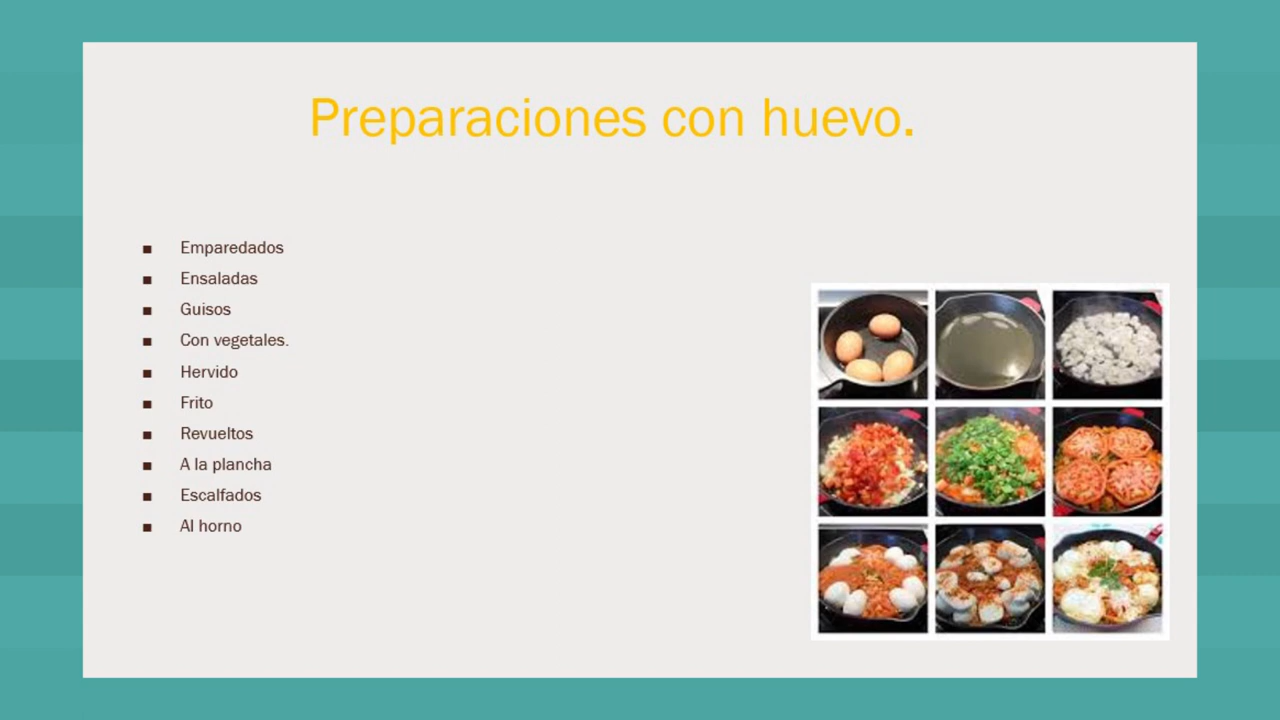 Preparaciones con huevo.
■ Emparedados
■ Ensaladas
■ Guisos
■ Con vegetales.
■ Hervido
■ Frito
■ Revueltos
■ A la plancha
■ Escalfados
■ Al horno